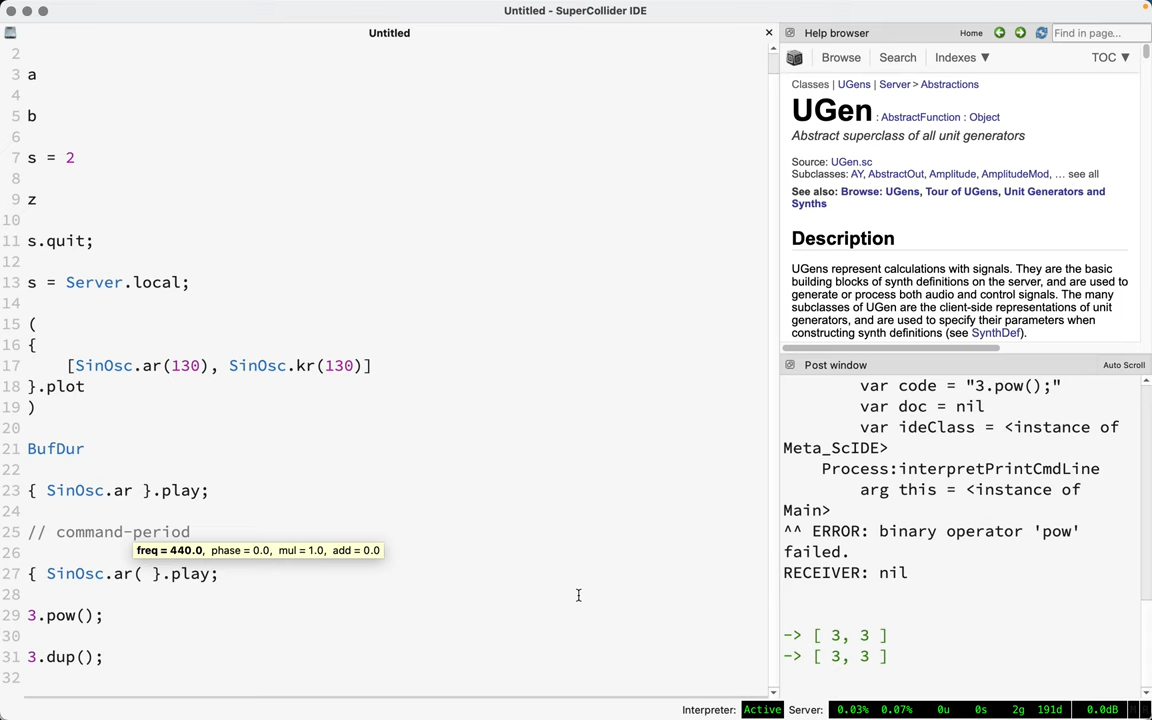 Untitled - SuperCollider IDE
Untitled
2
3 a
4
5 b
6
7 s = 2
8
9 z
10
11 s.quit;
12
13 s = Server.local;
14
15 (
16 {
17 [SinOsc.ar(130), SinOsc.kr(130)]
18 }.plot
19 )
20
21 BufDur
22
23 { SinOsc.ar }.play;
24
25 // command-period
freq = 440.0, phase = 0.0, mul = 1.0, add = 0.0
26
27 { SinOsc.ar( }.play;
28
29 3.pow();
30
31 3.dup();
32
Help browser
Home
Find in page...
Browse Search Indexes ▼ TOC ▼
Classes | UGens | Server > Abstractions
UGen : AbstractFunction : Object
Abstract superclass of all unit generators
Source: UGen.sc
Subclasses: AY, AbstractOut, Amplitude, AmplitudeMod, … see all
See also: Browse: UGens, Tour of UGens, Unit Generators and
Synths
Description
UGens represent calculations with signals. They are the basic
building blocks of synth definitions on the server, and are used to
generate or process both audio and control signals. The many
subclasses of UGen are the client-side representations of unit
generators, and are used to specify their parameters when
constructing synth definitions (see SynthDef).
Post window
Auto Scroll
var code = "3.pow();"
var doc = nil
var ideClass = <instance of
Meta_ScIDE>
Process:interpretPrintCmdLine
arg this = <instance of
Main>
^^ ERROR: binary operator 'pow'
failed.
RECEIVER: nil
-> [ 3, 3 ]
-> [ 3, 3 ]
Interpreter: Active Server: 0.03% 0.07% 0u 0s 2g 191d 0.0dB M R